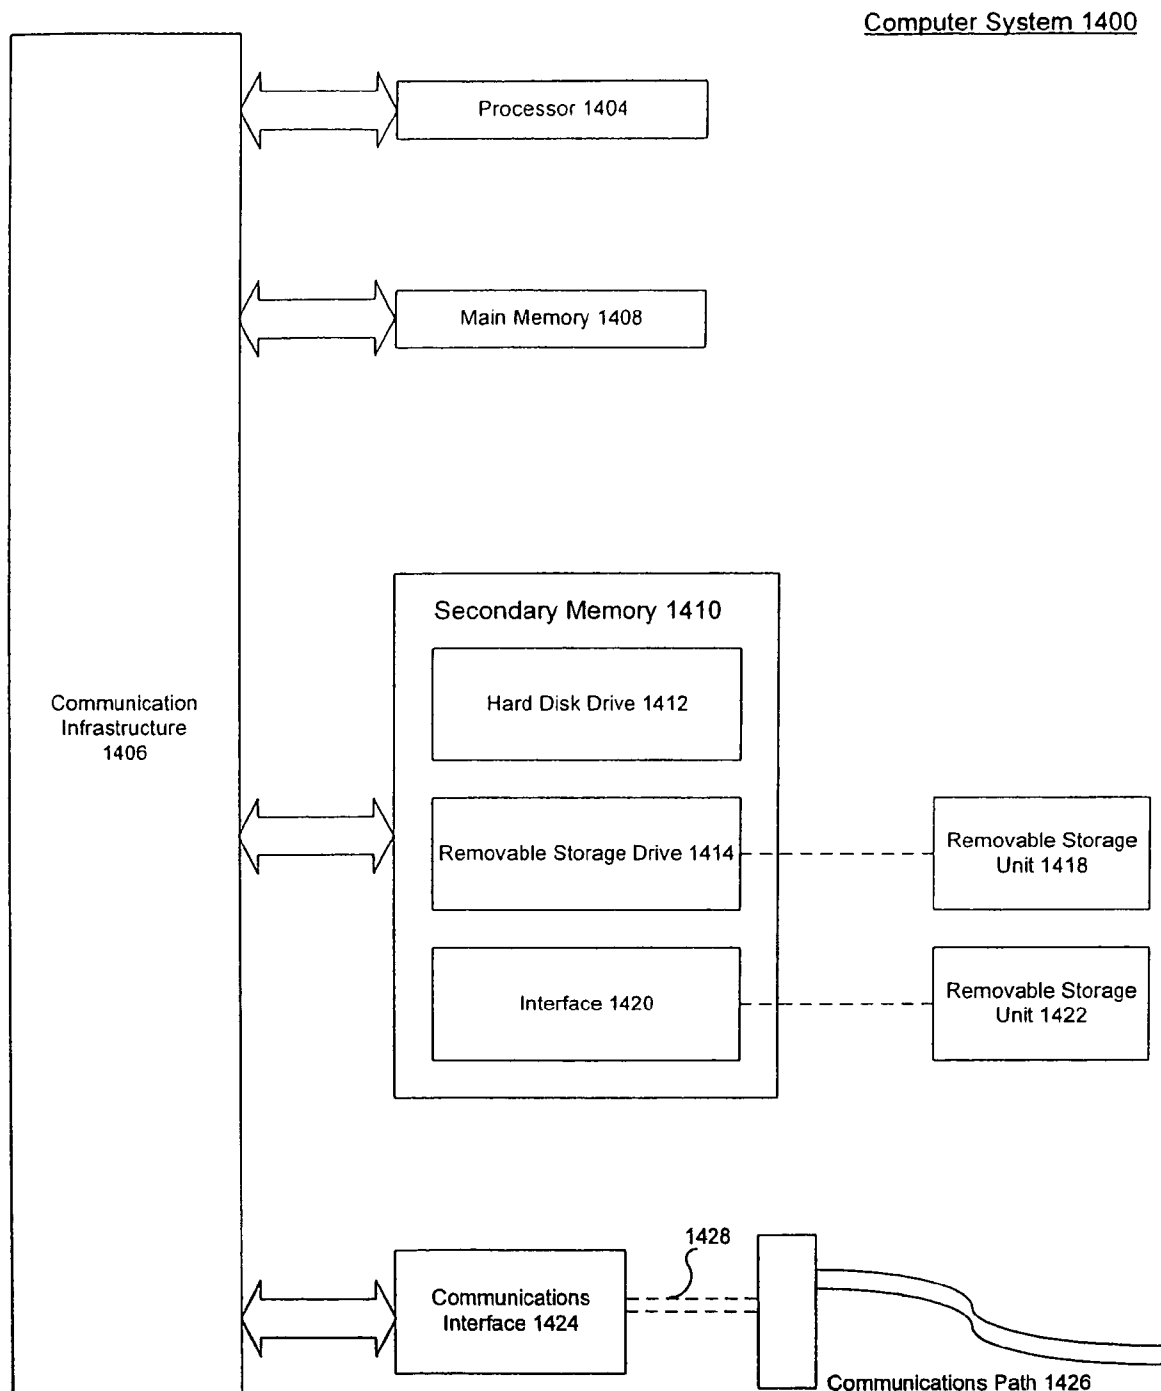 Computer System 1400
Processor 1404
Main Memory 1408
Secondary Memory 1410
Hard Disk Drive 1412
Communication
Infrastructure
1406
Removable Storage Drive 1414
Removable Storage
Unit 1418
Interface 1420
Removable Storage
Unit 1422
1428
Communications
Interface 1424
Communications Path 1426